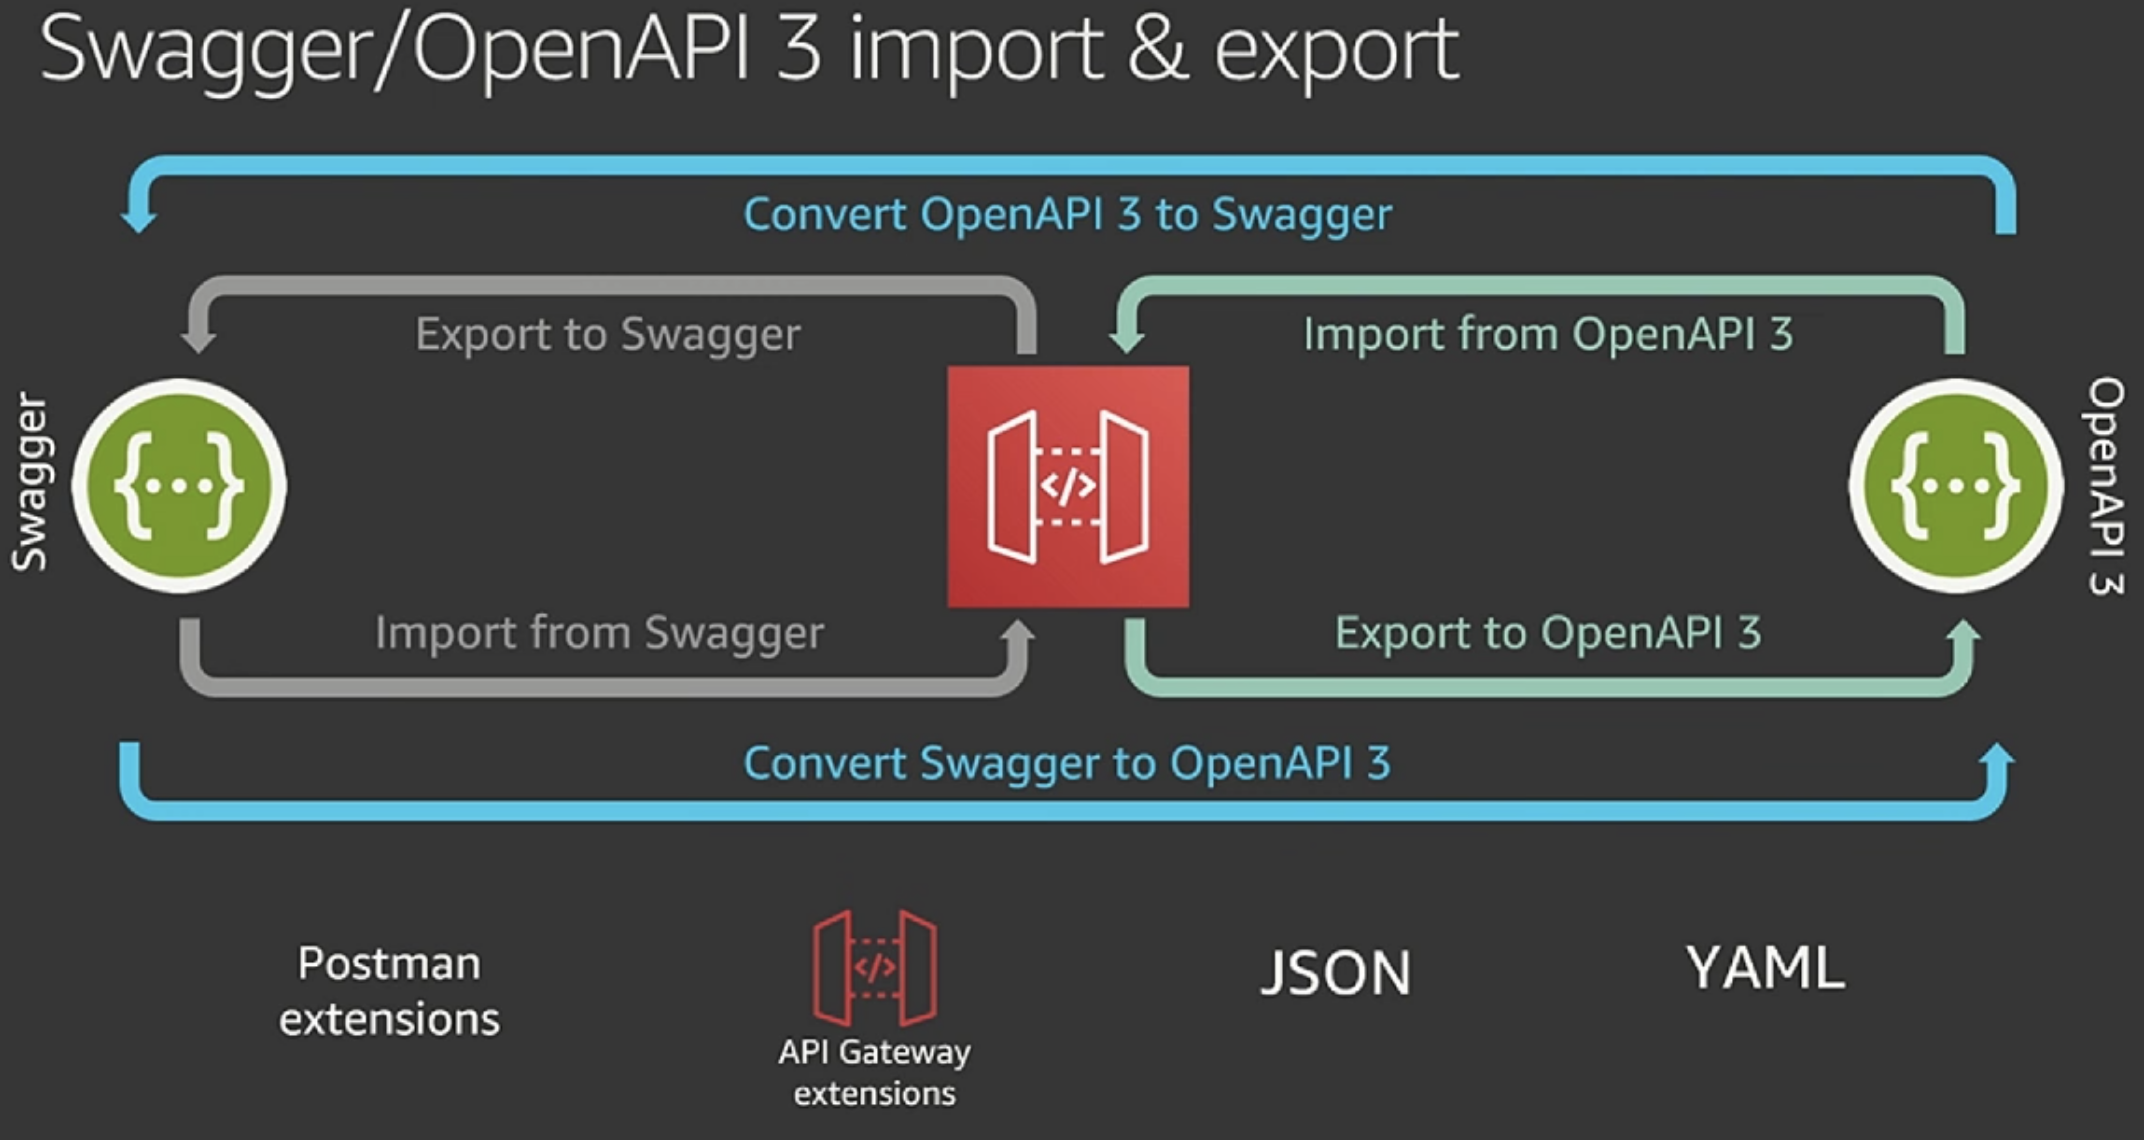 Swagger/OpenAPI 3 import & export
Convert OpenAPI 3 to Swagger
Export to Swagger
Import from OpenAPI 3
Swagger
{...}
</>
{...}
OpenAPI 3
Import from Swagger
Export to OpenAPI 3
Convert Swagger to OpenAPI 3
Postman
extensions
</>
API Gateway
extensions
JSON
YAML